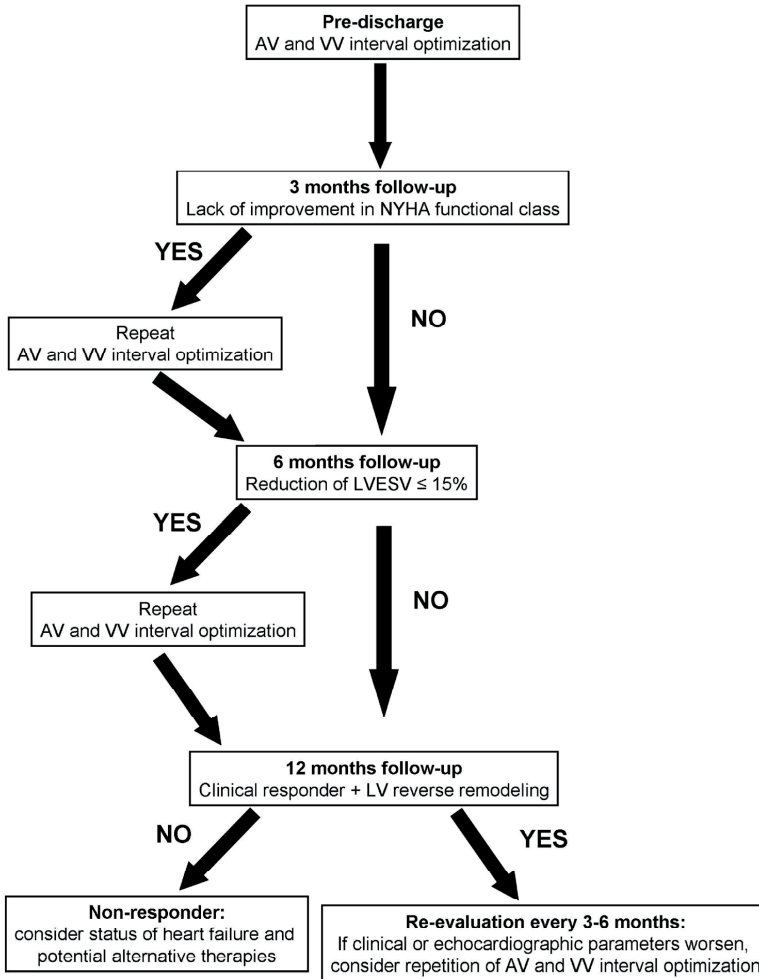 Pre-discharge
AV and VV interval optimization
3 months follow-up
Lack of improvement in NYHA functional class
YES
NO
Repeat
AV and VV interval optimization
6 months follow-up
Reduction of LVESV ≤ 15%
YES
NO
Repeat
AV and VV interval optimization
12 months follow-up
Clinical responder + LV reverse remodeling
NO
YES
Non-responder:
consider status of heart failure and
potential alternative therapies
Re-evaluation every 3-6 months:
If clinical or echocardiographic parameters worsen,
consider repetition of AV and VV interval optimization